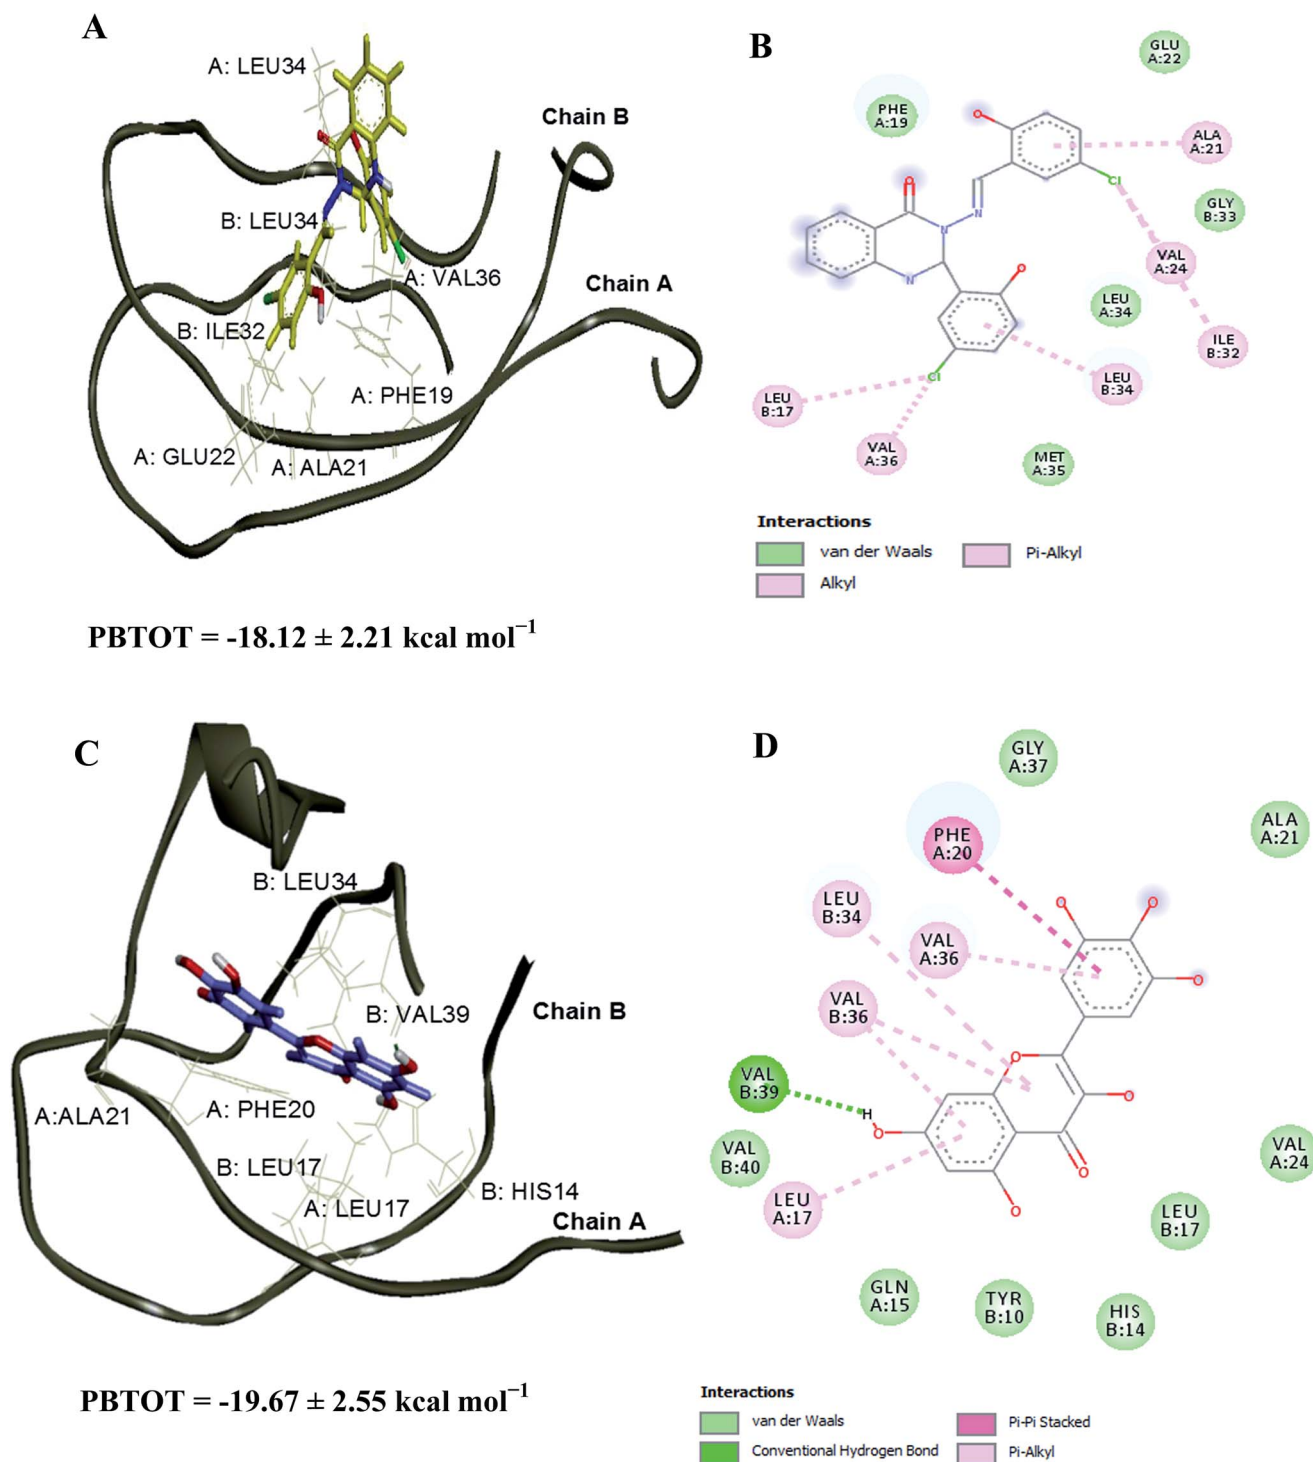 A
A: LEU34
Chain B
B: LEU34
A: VAL36
Chain A
B: ILE32
A: PHE19
A: GLU22
A: ALA21
PBTOT = -18.12 ± 2.21 kcal mol⁻¹
B
GLU
A:22
PHE
A:19
O
ALA
A:21
Cl
O
GLY
B:33
N
N
VAL
A:24
O
N
LEU
A:34
ILE
B:32
Cl
LEU
B:34
LEU
B:17
VAL
A:36
MET
A:35
Interactions
van der Waals
Pi-Alkyl
Alkyl
C
B: LEU34
B: VAL39
Chain B
A:ALA21
A: PHE20
B: LEU17
A: LEU17
B: HIS14
Chain A
PBTOT = -19.67 ± 2.55 kcal mol⁻¹
D
GLY
A:37
PHE
A:20
ALA
A:21
LEU
B:34
O
O
VAL
A:36
O
VAL
B:36
O
VAL
B:39
H
O
O
VAL
B:40
O
VAL
A:24
LEU
A:17
O
LEU
B:17
GLN
A:15
TYR
B:10
HIS
B:14
Interactions
van der Waals
Pi-Pi Stacked
Conventional Hydrogen Bond
Pi-Alkyl